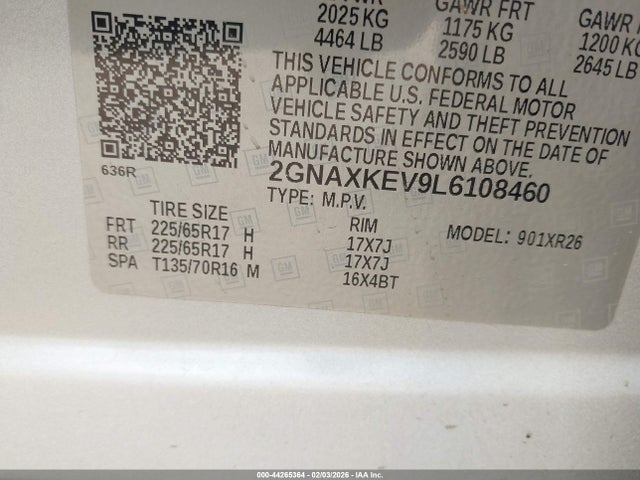 GAWR FRT GAWR
2025 KG 1175 KG 1200 KG
4464 LB 2590 LB 2645 LB
THIS VEHICLE CONFORMS TO ALL
APPLICABLE U.S. FEDERAL MOTOR
VEHICLE SAFETY AND THEFT PREVENTION
STANDARDS IN EFFECT ON THE DATE OF
MANUFACTURE SHOWN ABOVE.
636R
2GNAXKEV9L6108460
TYPE: M.P.V.
MODEL: 901XR26
TIRE SIZE RIM
FRT 225/65R17 H 17X7J
RR 225/65R17 H 17X7J
SPA T135/70R16 M 16X4BT
GM
000-44265364 - 02/03/2026 - IAA Inc.